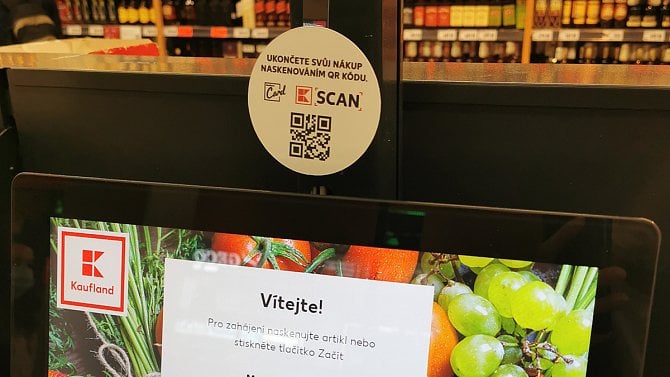 UKONČETE SVŮJ NÁKUP
NASKENOVÁNÍM QR KÓDU.
Card
K SCAN
K
Kaufland
Vítejte!
Pro zahájení naskenujte artikl nebo
stiskněte tlačítko Začít